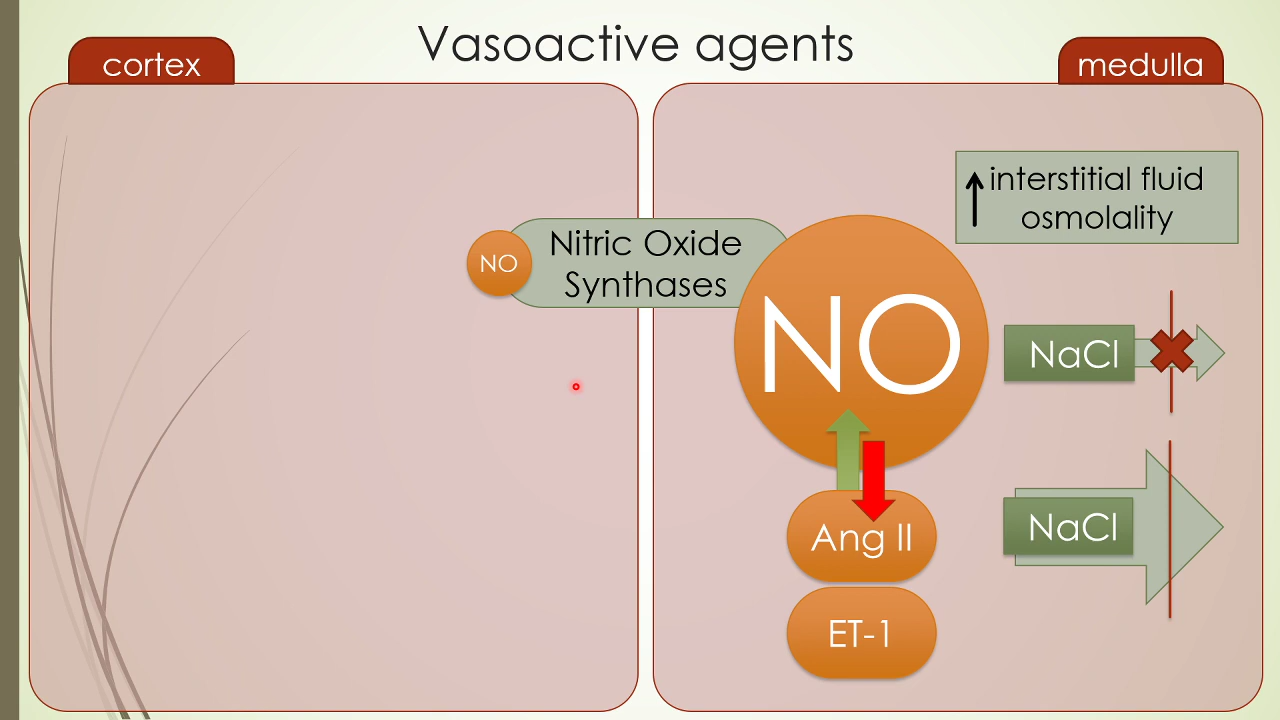 Vasoactive agents
cortex
medulla
interstitial fluid
osmolality
Nitric Oxide
Synthases
NO
NO
NaCl
NaCl
Ang II
ET-1